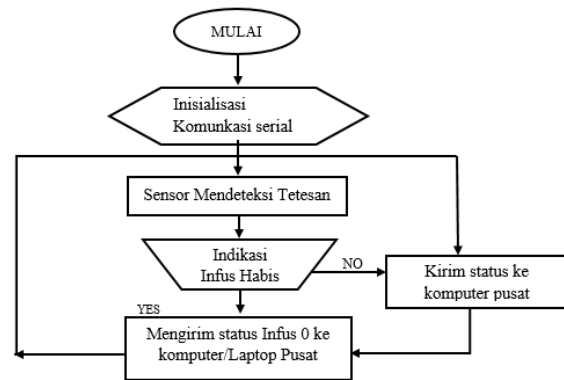 MULAI
Inisialisasi
Komunkasi serial
Sensor Mendeteksi Tetesan
Indikasi
Infus Habis
NO
Kirim status ke
komputer pusat
YES
Mengirim status Infus 0 ke
komputer/Laptop Pusat